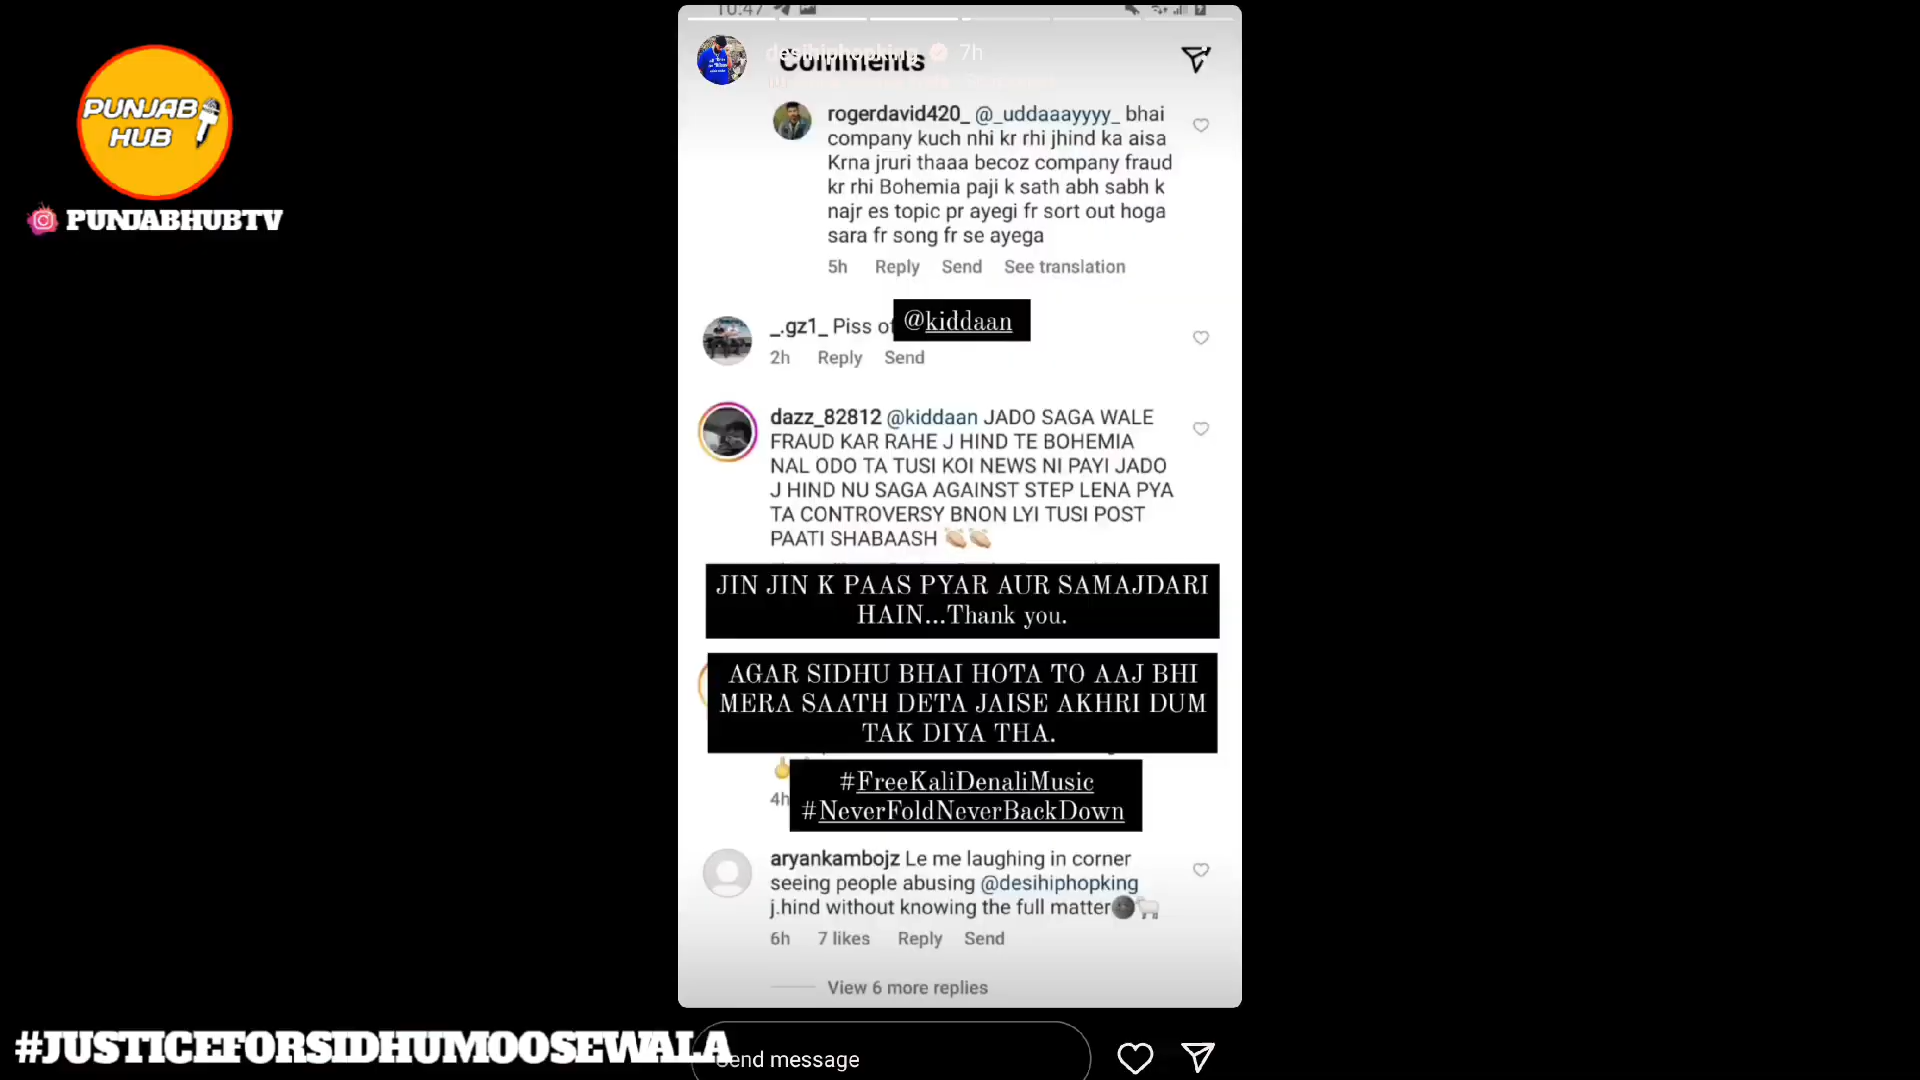 10:47
desihiphopking 7h
Comments
PUNJAB
HUB
PUNJABHUBTV
rogerdavid420_ @_uddaaayyyy_ bhai
company kuch nhi kr rhi jhind ka aisa
Krna jruri thaaa becoz company fraud
kr rhi Bohemia paji k sath abh sabh k
najr es topic pr ayegi fr sort out hoga
sara fr song fr se ayega
5h Reply Send See translation
@kiddaan
_.gz1_ Piss
2h Reply Send
dazz_82812 @kiddaan JADO SAGA WALE
FRAUD KAR RAHE J HIND TE BOHEMIA
NAL ODO TA TUSI KOI NEWS NI PAYI JADO
J HIND NU SAGA AGAINST STEP LENA PYA
TA CONTROVERSY BNON LYI TUSI POST
PAATI SHABAASH 👏🏻👏🏻
JIN JIN K PAAS PYAR AUR SAMAJDARI
HAIN...Thank you.
AGAR SIDHU BHAI HOTA TO AAJ BHI
MERA SAATH DETA JAISE AKHRI DUM
TAK DIYA THA.
#FreeKaliDenaliMusic
4h
#NeverFoldNeverBackDown
aryankambojz Le me laughing in corner
seeing people abusing @desihiphopking
j.hind without knowing the full matter🌚🐑
6h 7 likes Reply Send
View 6 more replies
#JUSTICEFORSIDHUMOOSEWALA
Send message